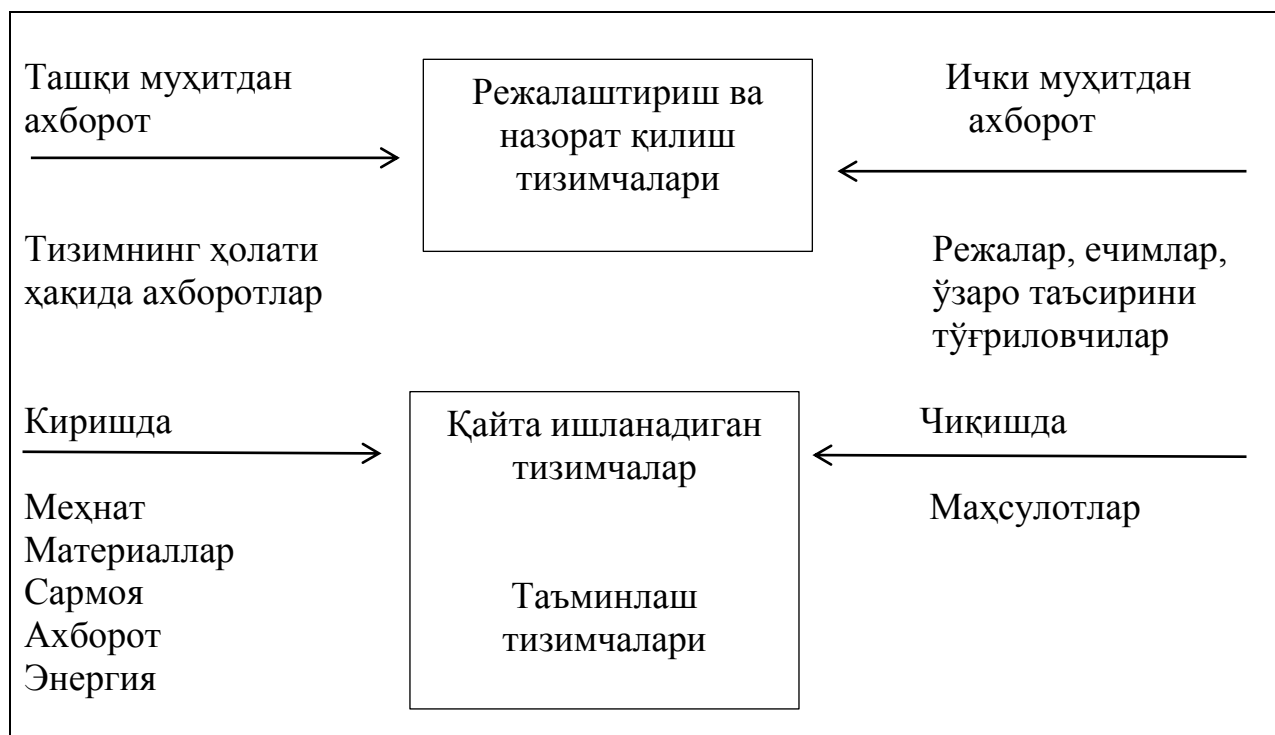 Ташқи муҳитдан
ахборот
Режалаштириш ва
назорат қилиш
тизимчалари
Ички муҳитдан
ахборот
Тизимнинг ҳолати
ҳақида ахборотлар
Режалар, ечимлар,
ўзаро таъсирини
тўғриловчилар
Киришда
Қайта ишланадиган
тизимчалар
Чиқишда
Меҳнат
Материаллар
Сармоя
Ахборот
Энергия
Таъминлаш
тизимчалари
Маҳсулотлар